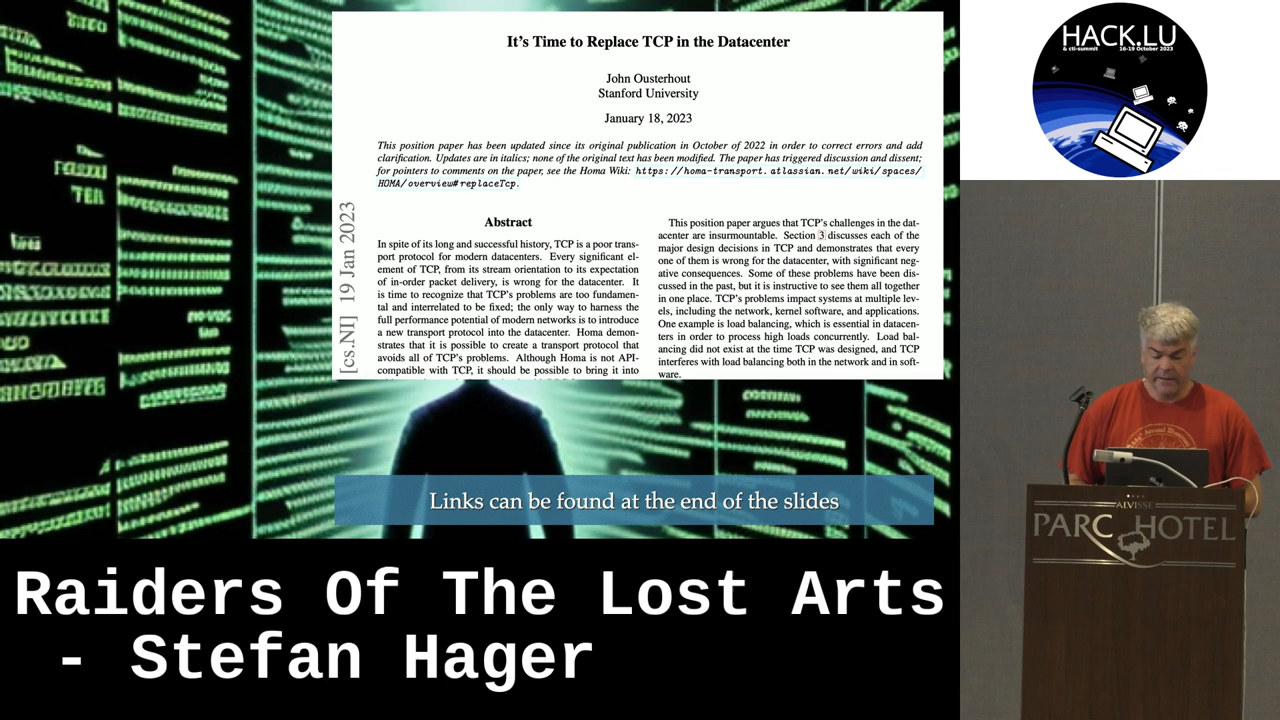 It's Time to Replace TCP in the Datacenter
John Ousterhout
Stanford University
January 18, 2023
This position paper has been updated since its original publication in October of 2022 in order to correct errors and add
clarification. Updates are in italics; none of the original text has been modified. The paper has triggered discussion and dissent;
for pointers to comments on the paper, see the Homa Wiki: https://homa-transport.atlassian.net/wiki/spaces/
HOMA/overview#replaceTcp.
[cs.NI] 19 Jan 2023
Abstract
In spite of its long and successful history, TCP is a poor trans-
port protocol for modern datacenters. Every significant el-
ement of TCP, from its stream orientation to its expectation
of in-order packet delivery, is wrong for the datacenter. It
is time to recognize that TCP's problems are too fundamen-
tal and interrelated to be fixed; the only way to harness the
full performance potential of modern networks is to introduce
a new transport protocol into the datacenter. Homa demon-
strates that it is possible to create a transport protocol that
avoids all of TCP's problems. Although Homa is not API-
compatible with TCP, it should be possible to bring it into
This position paper argues that TCP's challenges in the dat-
acenter are insurmountable. Section 3 discusses each of the
major design decisions in TCP and demonstrates that every
one of them is wrong for the datacenter, with significant neg-
ative consequences. Some of these problems have been dis-
cussed in the past, but it is instructive to see them all together
in one place. TCP's problems impact systems at multiple lev-
els, including the network, kernel software, and applications.
One example is load balancing, which is essential in datacen-
ters in order to process high loads concurrently. Load bal-
ancing did not exist at the time TCP was designed, and TCP
interferes with load balancing both in the network and in soft-
ware.
Links can be found at the end of the slides
Raiders Of The Lost Arts
- Stefan Hager
HACK.LU
& cti-summit 16-19 October 2023
ALVISSE
PARC HOTEL